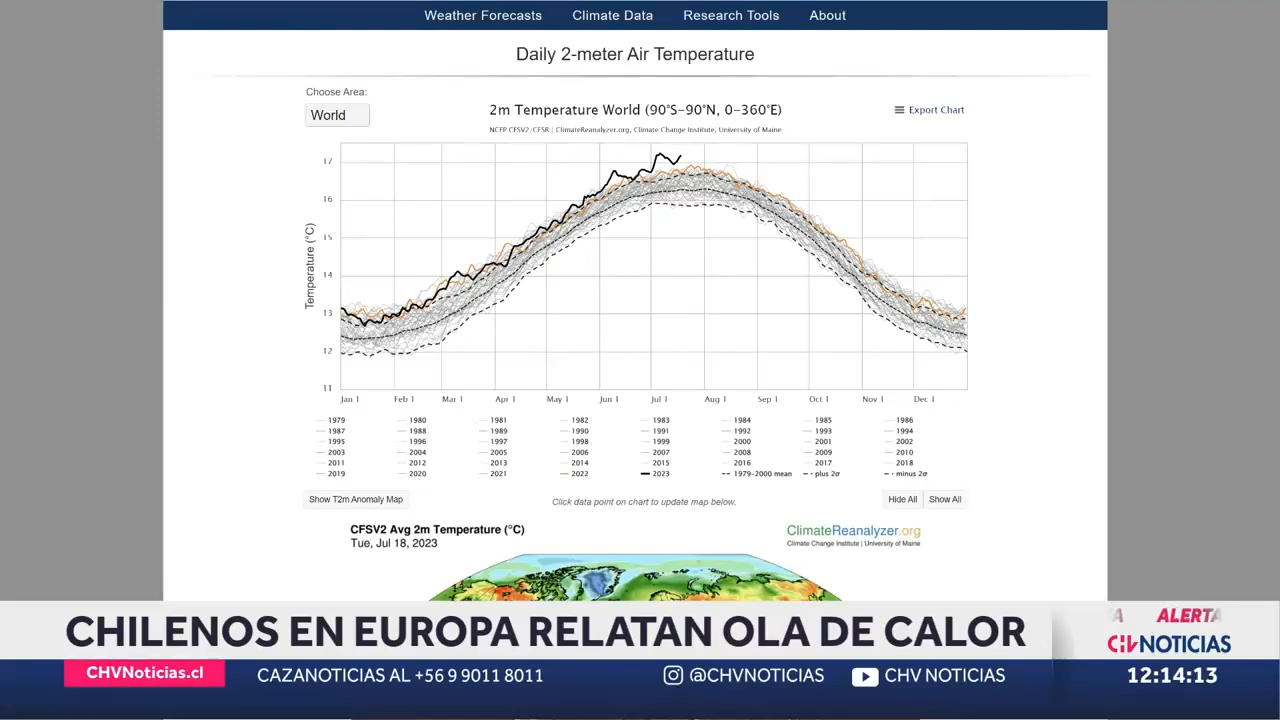 Weather Forecasts Climate Data Research Tools About
Daily 2-meter Air Temperature
Choose Area:
World
2m Temperature World (90°S–90°N, 0–360°E)
Export Chart
NCEP CFSV2/CFSR | ClimateReanalyzer.org, Climate Change Institute, University of Maine
Temperature (°C)
17
16
15
14
13
12
11
Jan 1 Feb 1 Mar 1 Apr 1 May 1 Jun 1 Jul 1 Aug 1 Sep 1 Oct 1 Nov 1 Dec 1
1979 1980 1981 1982 1983 1984 1985 1986
1987 1988 1989 1990 1991 1992 1993 1994
1995 1996 1997 1998 1999 2000 2001 2002
2003 2004 2005 2006 2007 2008 2009 2010
2011 2012 2013 2014 2015 2016 2017 2018
2019 2020 2021 2022 2023 1979–2000 mean plus 2σ minus 2σ
Show T2m Anomaly Map
Click data point on chart to update map below.
Hide All Show All
CFSV2 Avg 2m Temperature (°C)
Tue, Jul 18, 2023
ClimateReanalyzer.org
Climate Change Institute | University of Maine
CHILENOS EN EUROPA RELATAN OLA DE CALOR
TA ALERTA
CHV NOTICIAS
CHVNoticias.cl
CAZANOTICIAS AL +56 9 9011 8011
@CHVNOTICIAS
CHV NOTICIAS
12:14:13